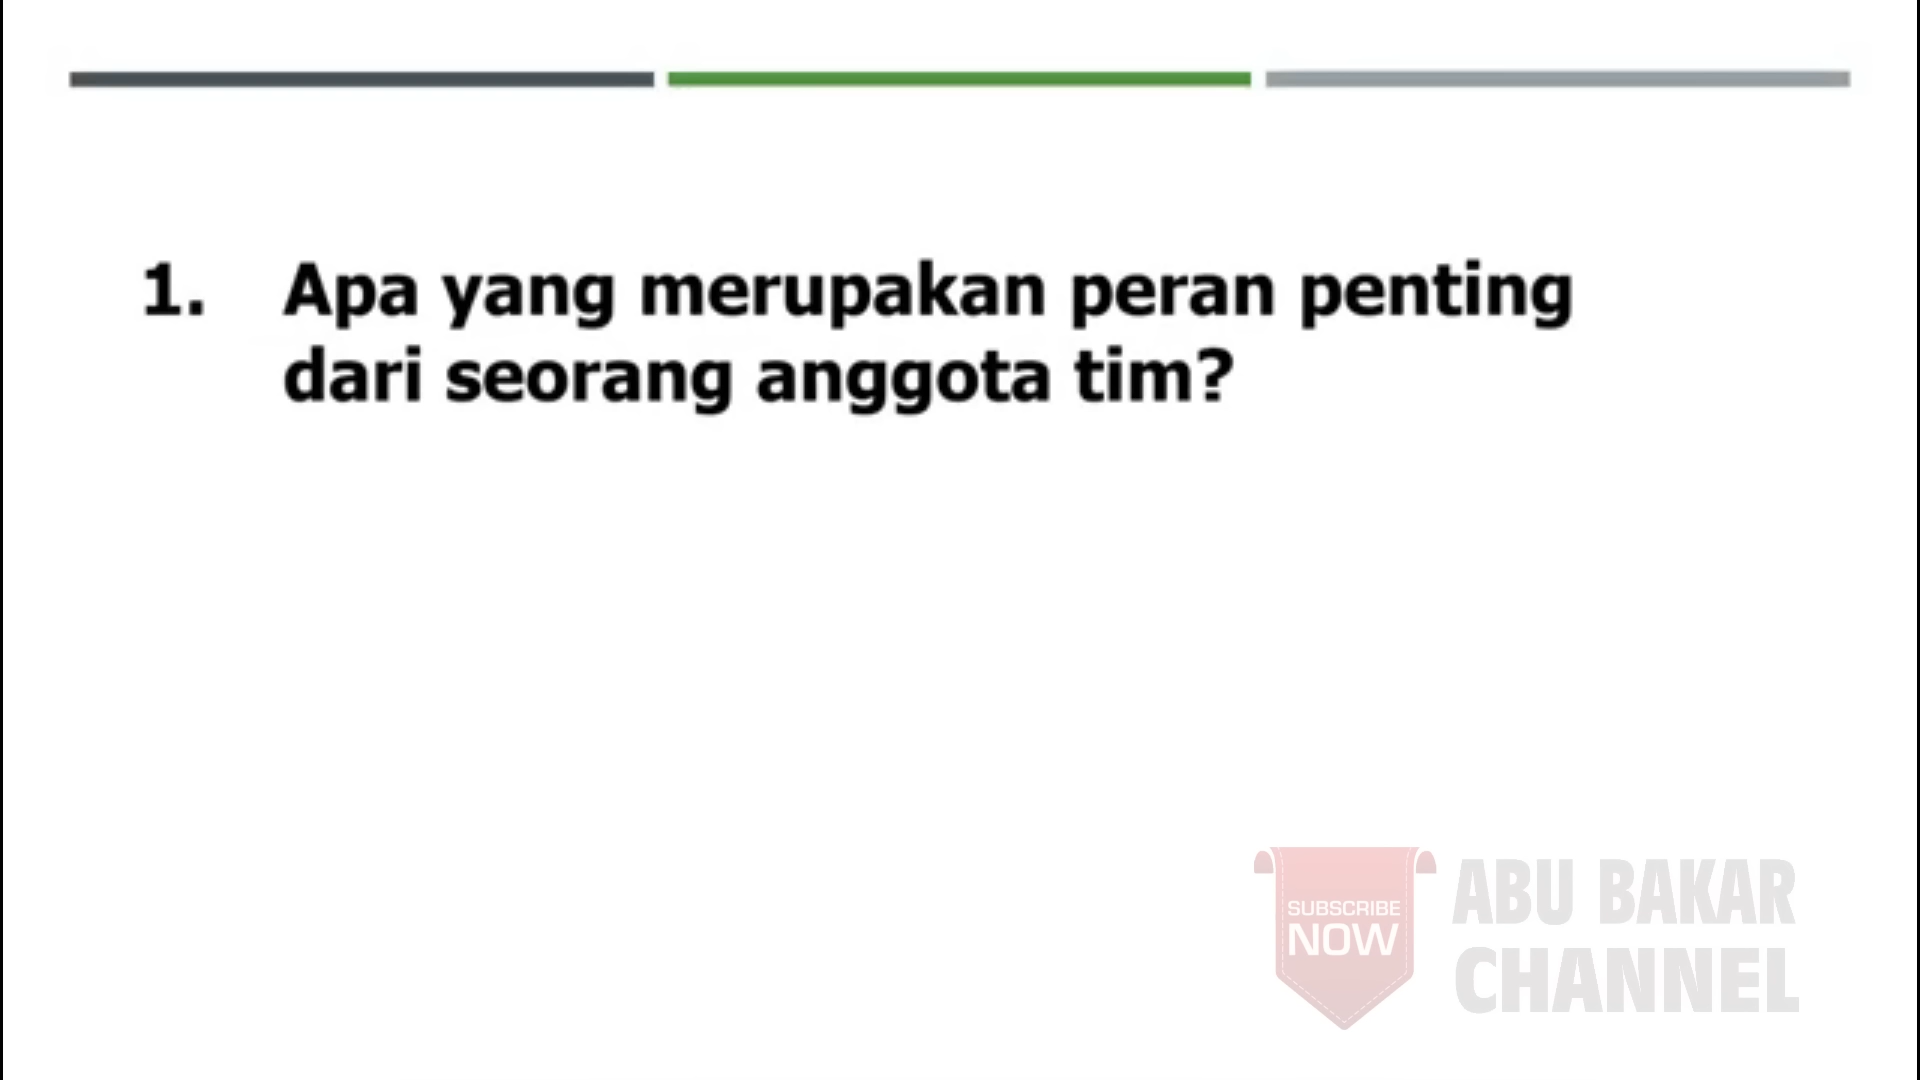 1. Apa yang merupakan peran penting
dari seorang anggota tim?
SUBSCRIBE
NOW
ABU BAKAR
CHANNEL